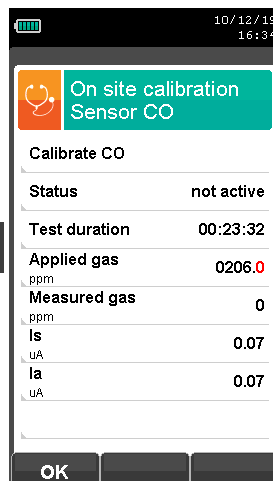 10/12/19
16:34
On site calibration
Sensor CO
Calibrate CO
Status not active
Test duration 00:23:32
Applied gas 0206.0
ppm
Measured gas 0
ppm
Is 0.07
uA
Ia 0.07
uA
OK